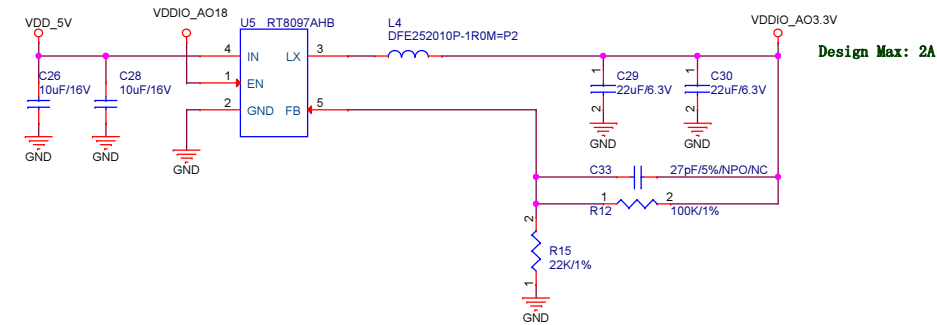 VDD_5V
VDDIO_AO18
U5 RT8097AHB
L4
DFE252010P-1R0M=P2
VDDIO_AO3.3V
Design Max: 2A
4 IN LX 3
1 EN
2 GND FB 5
C26
10uF/16V
C28
10uF/16V
1 C29
22uF/6.3V
2
1 C30
22uF/6.3V
2
GND
GND
GND
GND
GND
C33 27pF/5%/NPO/NC
1 2
R12 100K/1%
2
R15
22K/1%
1
GND